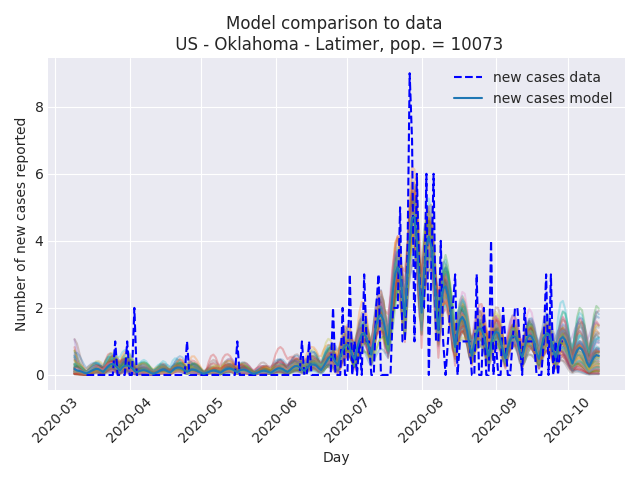 Model comparison to data
US - Oklahoma - Latimer, pop. = 10073
new cases data
new cases model
Number of new cases reported
8
6
4
2
0
2020-03
2020-04
2020-05
2020-06
2020-07
2020-08
2020-09
2020-10
Day